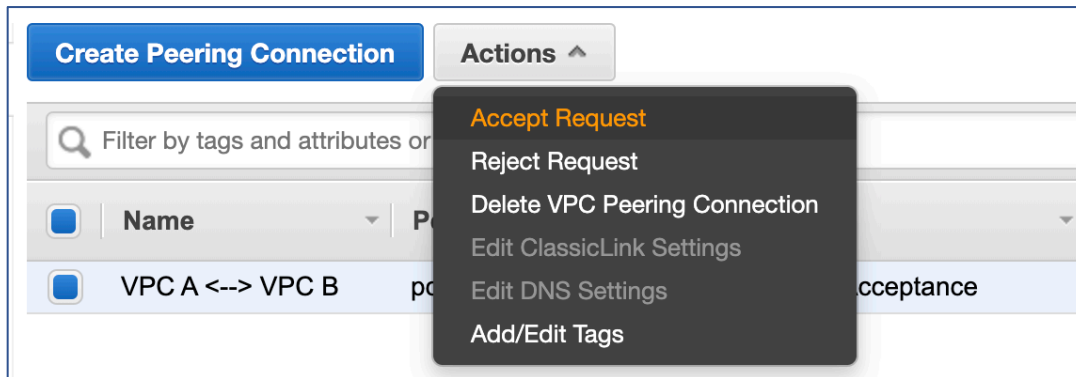 Create Peering Connection
Actions
Accept Request
Filter by tags and attributes or
Reject Request
Delete VPC Peering Connection
Name
Edit ClassicLink Settings
VPC A <--> VPC B
Edit DNS Settings
Add/Edit Tags